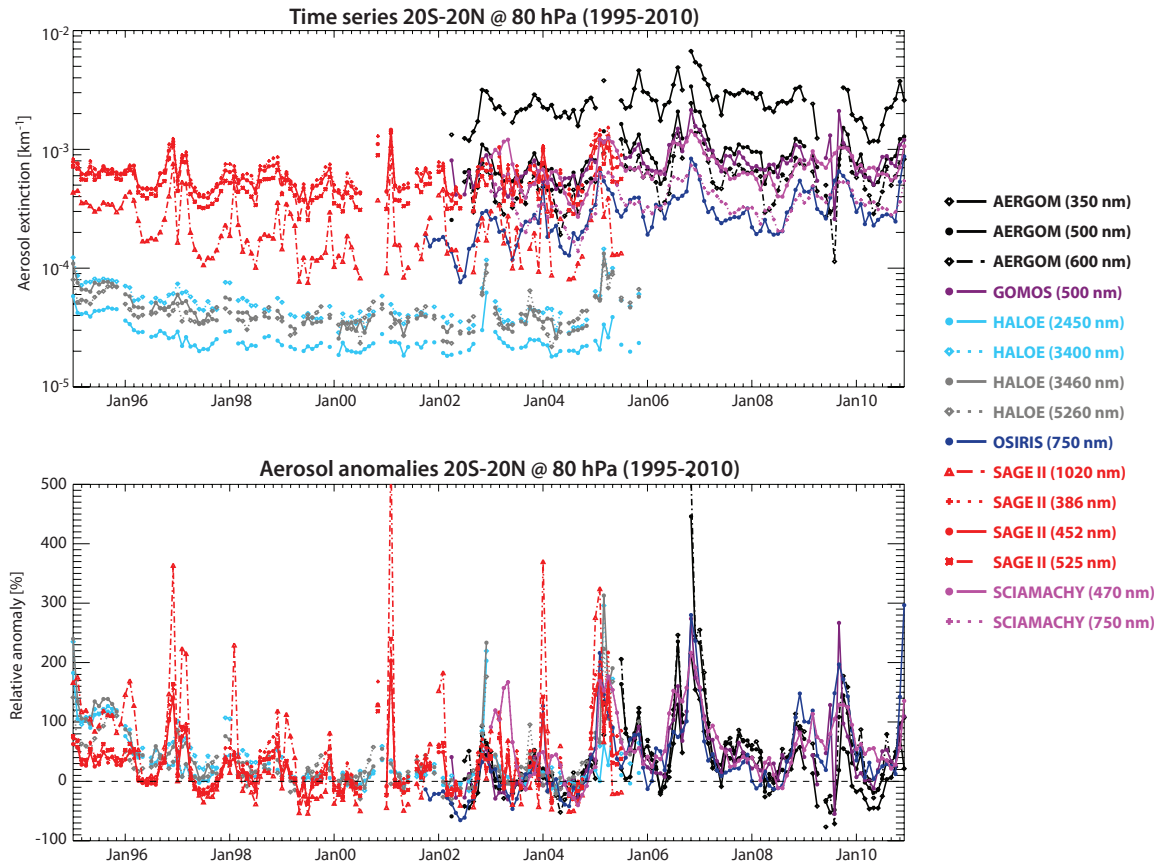 Time series 20S-20N @ 80 hPa (1995-2010)
Aerosol extinction [km-1]
10-2
10-3
10-4
10-5
Jan96 Jan98 Jan00 Jan02 Jan04 Jan06 Jan08 Jan10
Aerosol anomalies 20S-20N @ 80 hPa (1995-2010)
Relative anomaly [%]
500
400
300
200
100
0
-100
Jan96 Jan98 Jan00 Jan02 Jan04 Jan06 Jan08 Jan10
AERGOM (350 nm)
AERGOM (500 nm)
AERGOM (600 nm)
GOMOS (500 nm)
HALOE (2450 nm)
HALOE (3400 nm)
HALOE (3460 nm)
HALOE (5260 nm)
OSIRIS (750 nm)
SAGE II (1020 nm)
SAGE II (386 nm)
SAGE II (452 nm)
SAGE II (525 nm)
SCIAMACHY (470 nm)
SCIAMACHY (750 nm)